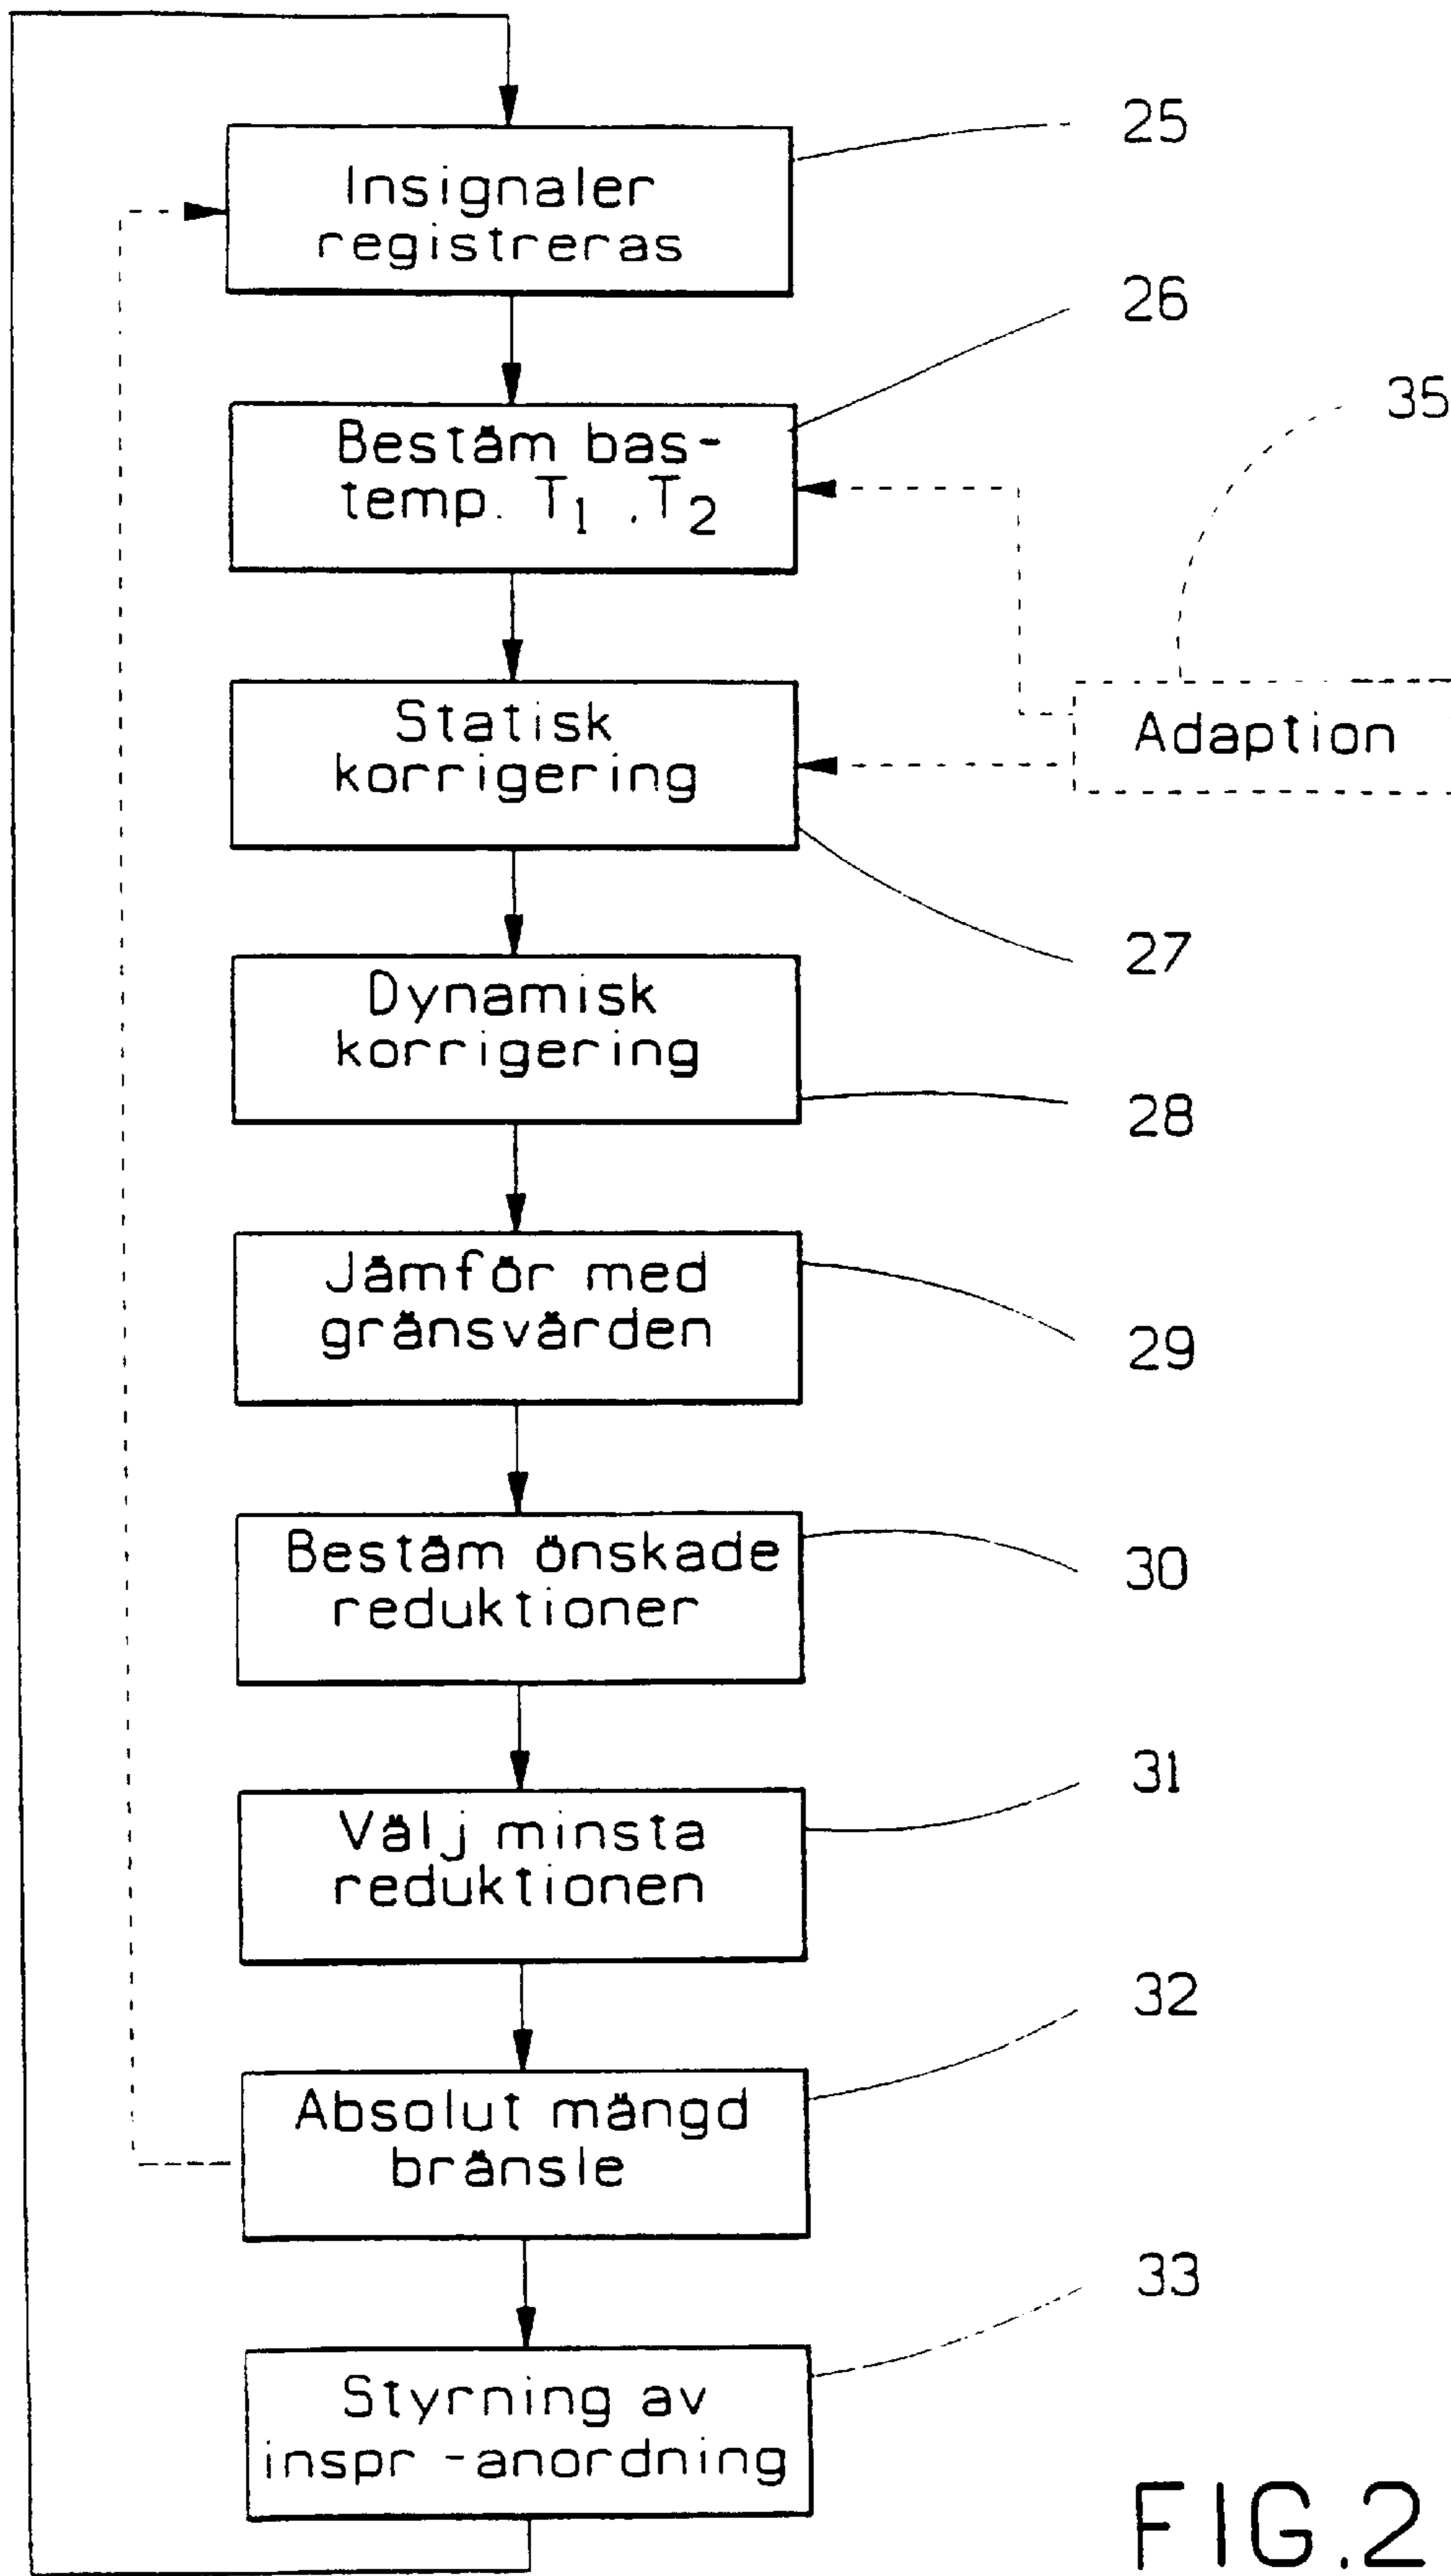 25
Insignaler
registreras
26
35
Bestäm bas-
temp. T₁ , T₂
Statisk
korrigering
Adaption
27
Dynamisk
korrigering
28
Jämför med
gränsvärden
29
Bestäm önskade
reduktioner
30
31
Välj minsta
reduktionen
32
Absolut mängd
bränsle
33
Styrning av
inspr -anordning
FIG.2